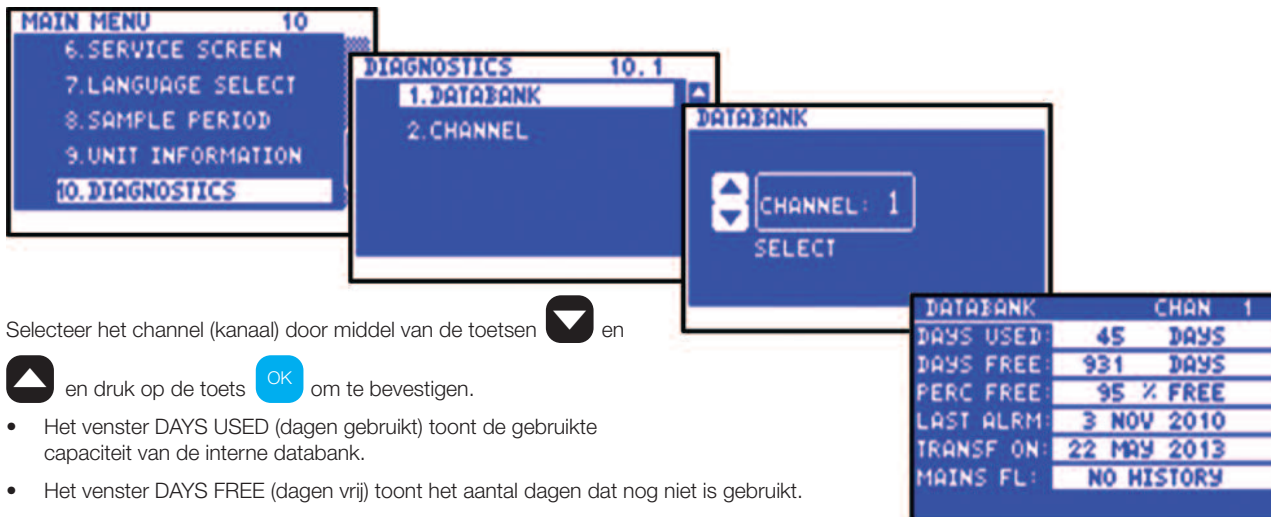 MAIN MENU 10
6.SERVICE SCREEN
7.LANGUAGE SELECT
8.SAMPLE PERIOD
9.UNIT INFORMATION
10.DIAGNOSTICS
DIAGNOSTICS 10.1
1.DATABANK
2.CHANNEL
DATABANK
CHANNEL: 1
SELECT
DATABANK CHAN 1
DAYS USED: 45 DAYS
DAYS FREE: 931 DAYS
PERC FREE: 95 % FREE
LAST ALRM: 3 NOV 2010
TRANSF ON: 22 MAY 2013
MAINS FL: NO HISTORY
Selecteer het channel (kanaal) door middel van de toetsen en
en druk op de toets OK om te bevestigen.
• Het venster DAYS USED (dagen gebruikt) toont de gebruikte
capaciteit van de interne databank.
• Het venster DAYS FREE (dagen vrij) toont het aantal dagen dat nog niet is gebruikt.